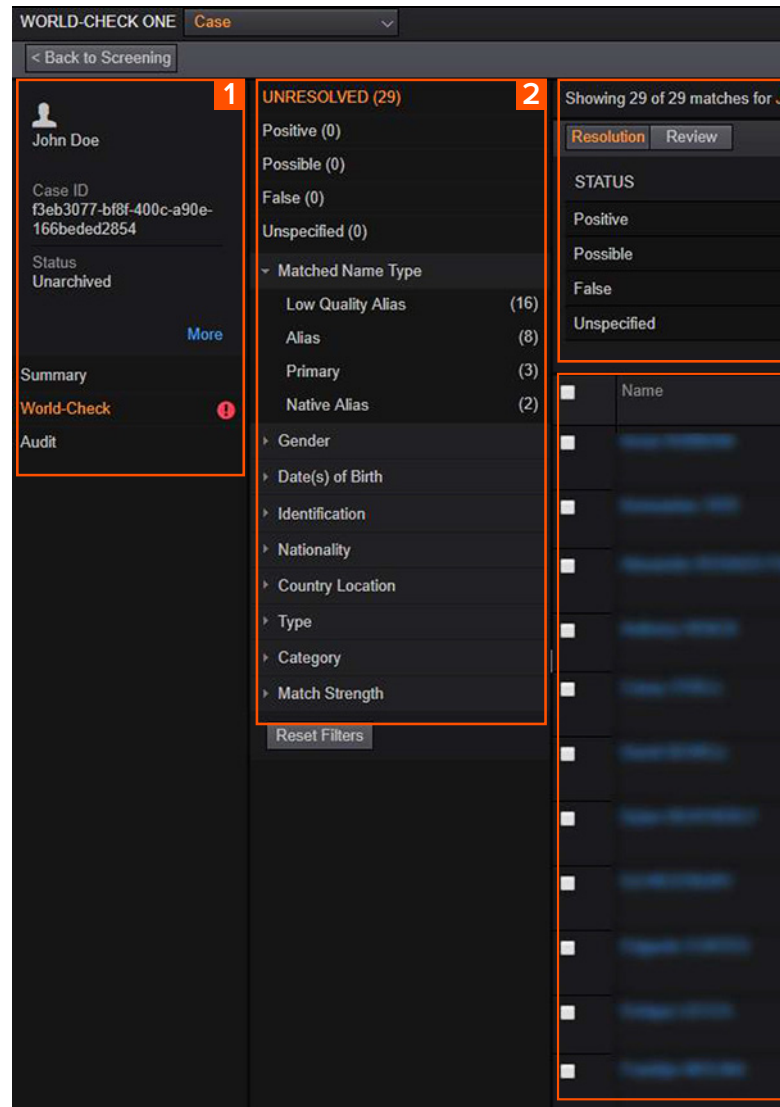 WORLD-CHECK ONE Case
< Back to Screening
1
John Doe
Case ID
f3eb3077-bf8f-400c-a90e-
166beded2854
Status
Unarchived
More
Summary
World-Check
Audit
2
UNRESOLVED (29)
Positive (0)
Possible (0)
False (0)
Unspecified (0)
Matched Name Type
Low Quality Alias (16)
Alias (8)
Primary (3)
Native Alias (2)
Gender
Date(s) of Birth
Identification
Nationality
Country Location
Type
Category
Match Strength
Reset Filters
Showing 29 of 29 matches for J
Resolution Review
STATUS
Positive
Possible
False
Unspecified
Name